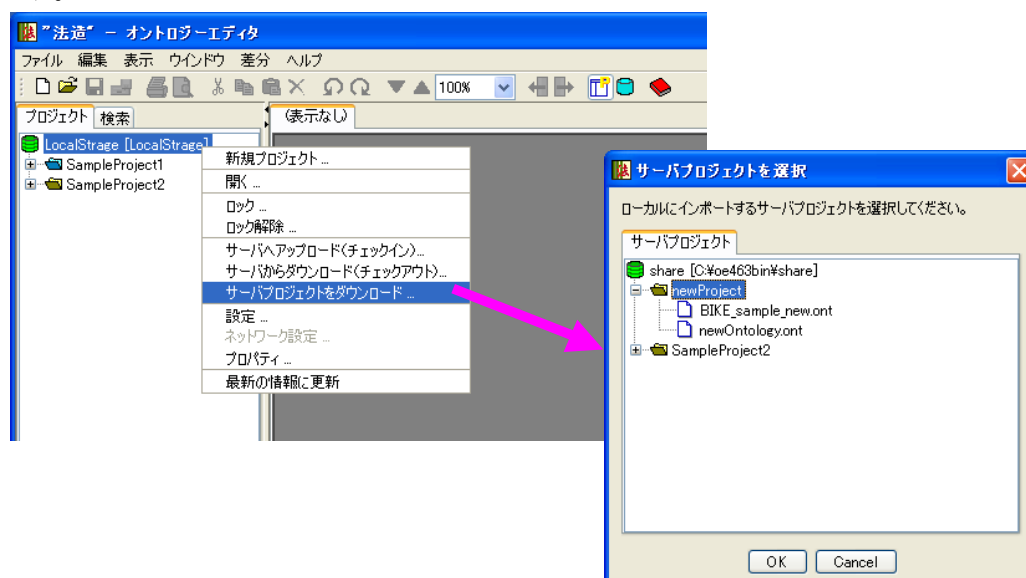 "法造" － オントロジーエディタ
ファイル 編集 表示 ウインドウ 差分 ヘルプ
100%
プロジェクト 検索
(表示なし)
LocalStrage [LocalStrage]
SampleProject1
SampleProject2
新規プロジェクト ...
開く ...
ロック ...
ロック解除 ...
サーバへアップロード(チェックイン)...
サーバからダウンロード(チェックアウト)...
サーバプロジェクトをダウンロード ...
設定 ...
ネットワーク設定 ...
プロパティ ...
最新の情報に更新
サーバプロジェクトを選択
ローカルにインポートするサーバプロジェクトを選択してください。
サーバプロジェクト
share [C:¥oe463bin¥share]
newProject
BIKE_sample_new.ont
newOntology.ont
SampleProject2
OK Cancel